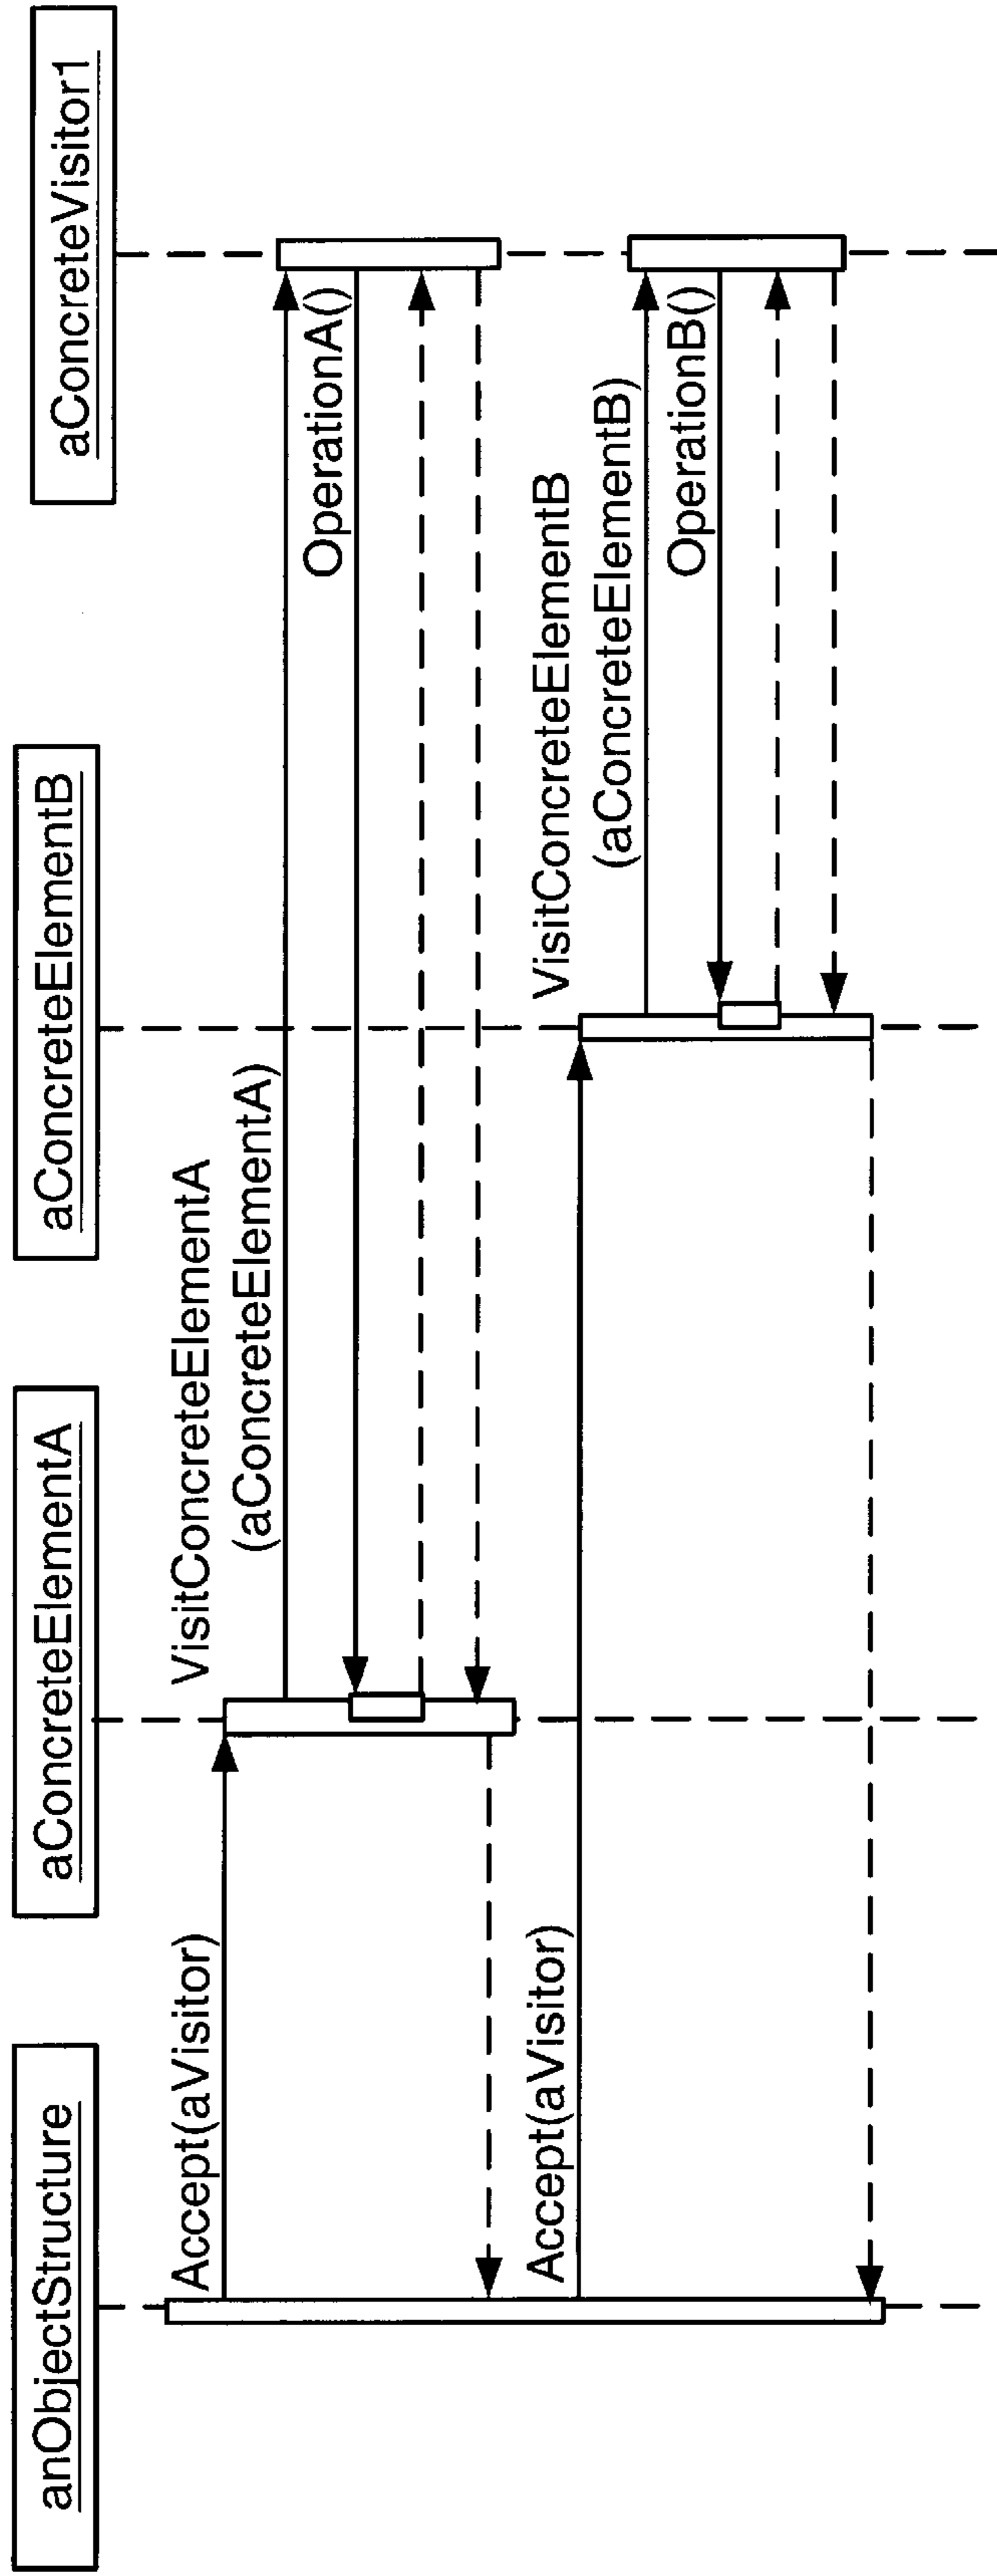 anObjectStructure
aConcreteElementA
aConcreteElementB
aConcreteVisitor1
Accept(aVisitor)
VisitConcreteElementA
(aConcreteElementA)
OperationA()
Accept(aVisitor)
VisitConcreteElementB
(aConcreteElementB)
OperationB()